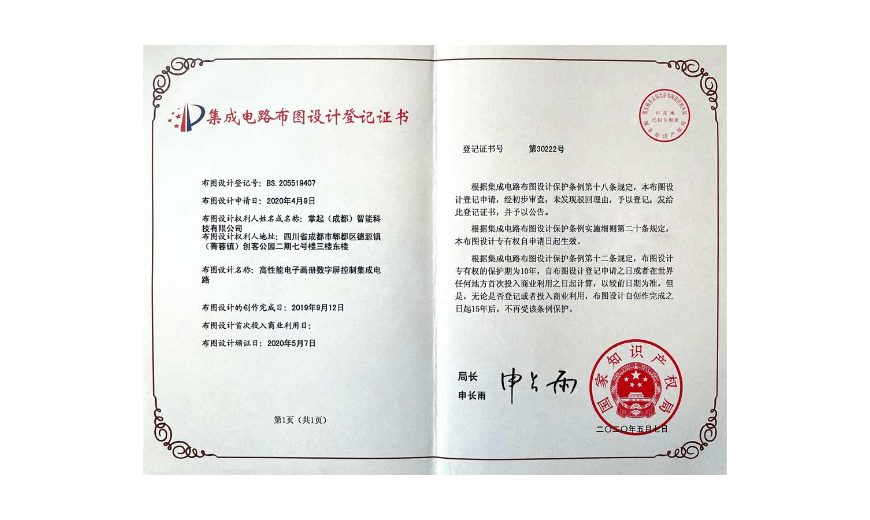 集成电路布图设计登记证书
布图设计登记号：BS.205519407
布图设计申请日：2020年4月9日
布图设计权利人姓名或名称：掌起（成都）智能科
技有限公司
布图设计权利人地址：四川省成都市郫都区德源镇
（菁蓉镇）创客公园二期七号楼三楼东楼
布图设计名称：高性能电子画册数字屏控制集成电
路
布图设计的创作完成日：2019年9月12日
布图设计首次投入商业利用日：
布图设计颁证日：2020年5月7日
第1页（共1页）
登记证书号 第30222号
根据集成电路布图设计保护条例第十八条规定，本布图设
计登记申请，经初步审查，未发现驳回理由，予以登记，发给
此登记证书，并予以公告。
根据集成电路布图设计保护条例实施细则第二十条规定，
本布图设计专有权自申请日起生效。
根据集成电路布图设计保护条例第十二条规定，布图设计
专有权的保护期为10年，自布图设计登记申请之日或者在世界
任何地方首次投入商业利用之日起计算，以较前日期为准。但
是，无论是否登记或者投入商业利用，布图设计自创作完成之
日起15年后，不再受该条例保护。
局长
申长雨
申长雨
国家知识产权局
二〇二〇年五月七日